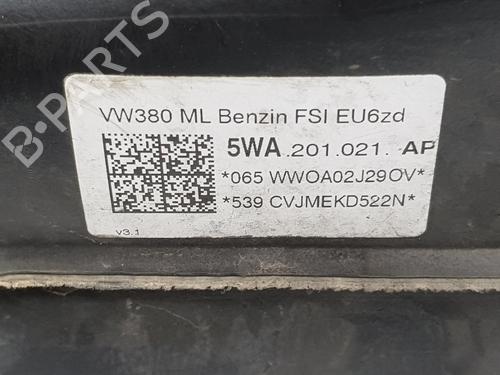 B-PARTS
VW380 ML Benzin FSI EU6zd
5WA.201.021. AP
*065 WWOA02J29OV*
*539 CVJMEKD522N*
v3.1